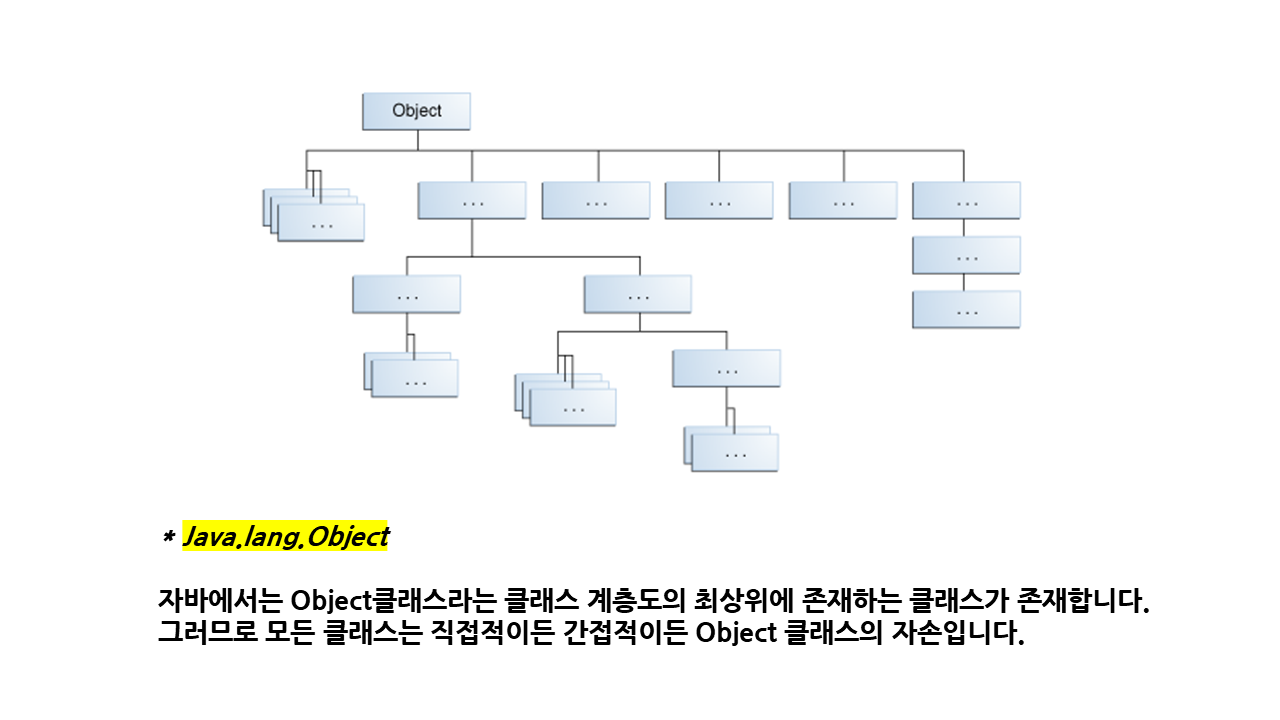 Object
... ... ... ... ... ...
...
... ... ...
...
... ...
...
* Java.lang.Object
자바에서는 Object클래스라는 클래스 계층도의 최상위에 존재하는 클래스가 존재합니다.
그러므로 모든 클래스는 직접적이든 간접적이든 Object 클래스의 자손입니다.